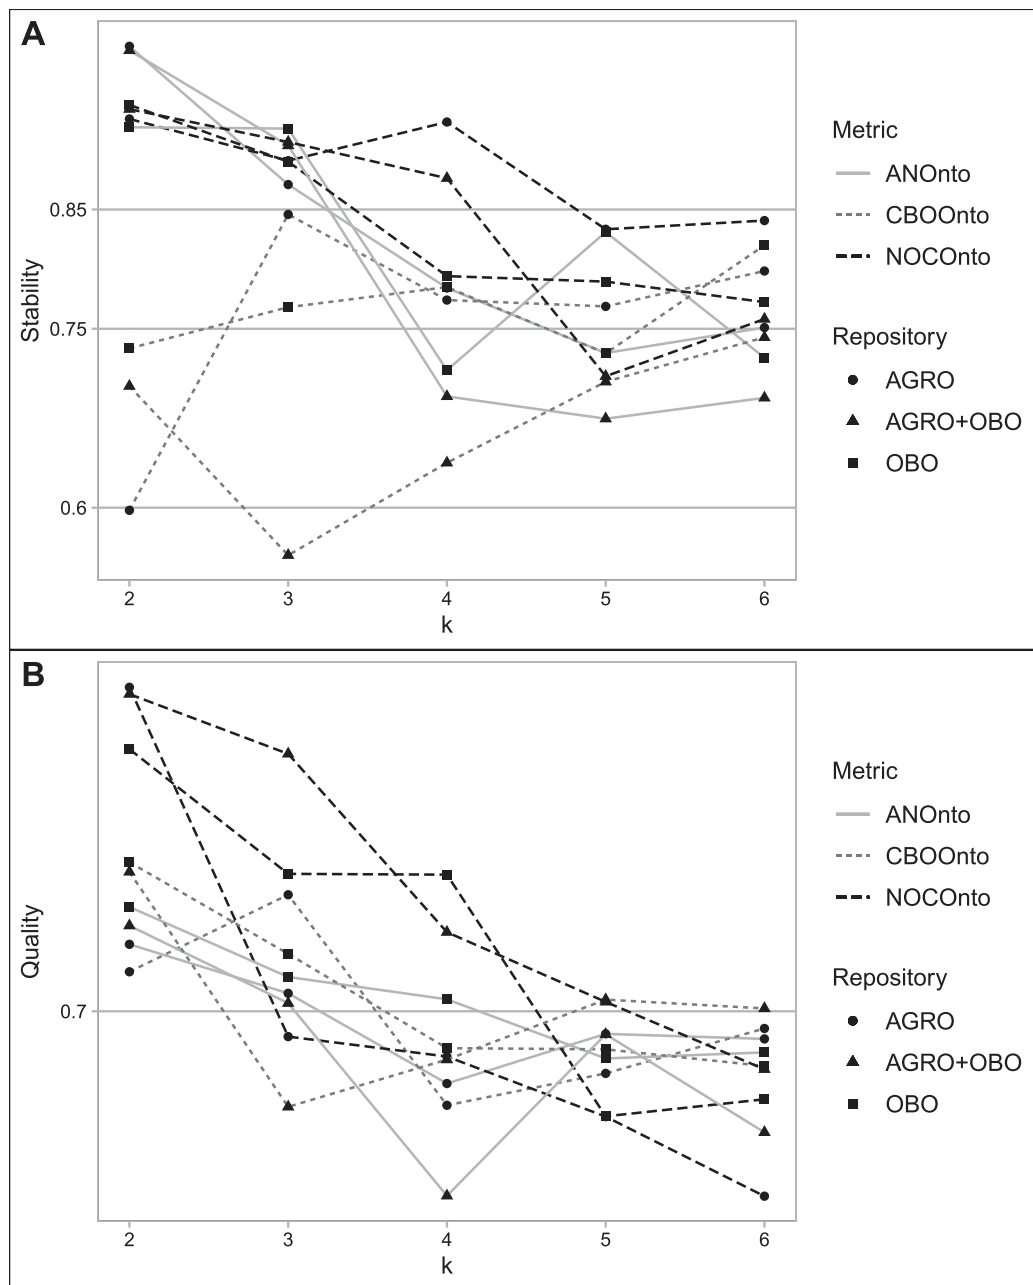 A
Stability
0.85
0.75
0.6
2 3 4 5 6
k
Metric
ANOnto
CBOOnto
NOCOnto
Repository
AGRO
AGRO+OBO
OBO
B
Quality
0.7
2 3 4 5 6
k
Metric
ANOnto
CBOOnto
NOCOnto
Repository
AGRO
AGRO+OBO
OBO